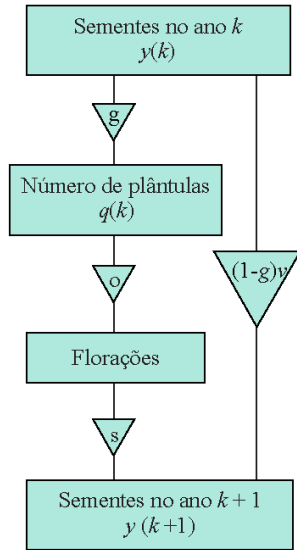 Sementes no ano k
y(k)
g
Número de plântulas
q(k)
o
(1-g)v
Florações
s
Sementes no ano k + 1
y (k +1)